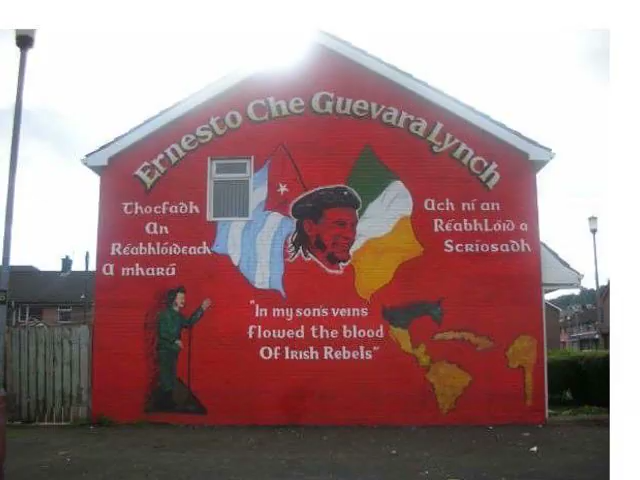 Ernesto Che Guevara Lynch
Thocfadh
An
Réabhlóideach
A mharú
Ach ní an
Réabhlóid a
Scriosadh
"In my son's veins
flowed the blood
Of Irish Rebels"